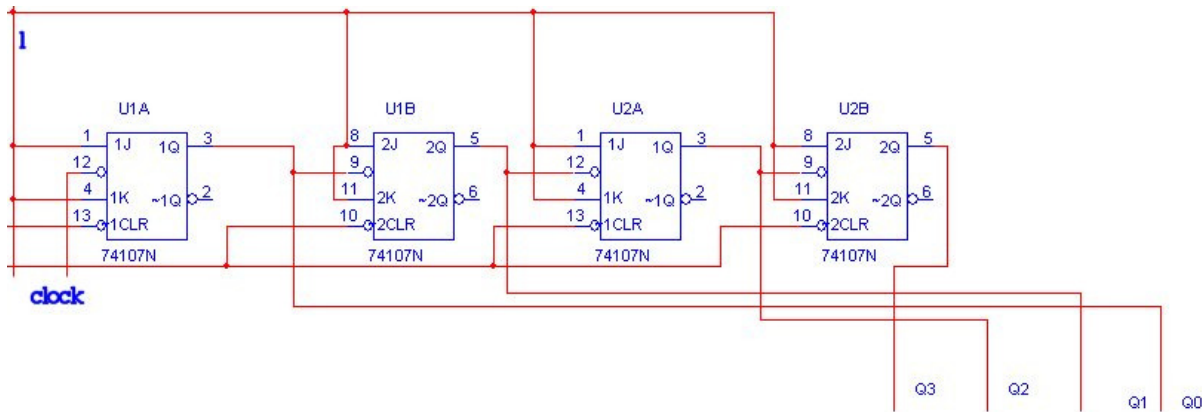 1
U1A U1B U2A U2B
1 1J 1Q 3 8 2J 2Q 5 1 1J 1Q 3 8 2J 2Q 5
12 9 12 9
4 1K ~1Q 2 11 2K ~2Q 6 4 1K ~1Q 2 11 2K ~2Q 6
13 1CLR 10 2CLR 13 1CLR 10 2CLR
74107N 74107N 74107N 74107N
clock
Q3 Q2 Q1 Q0